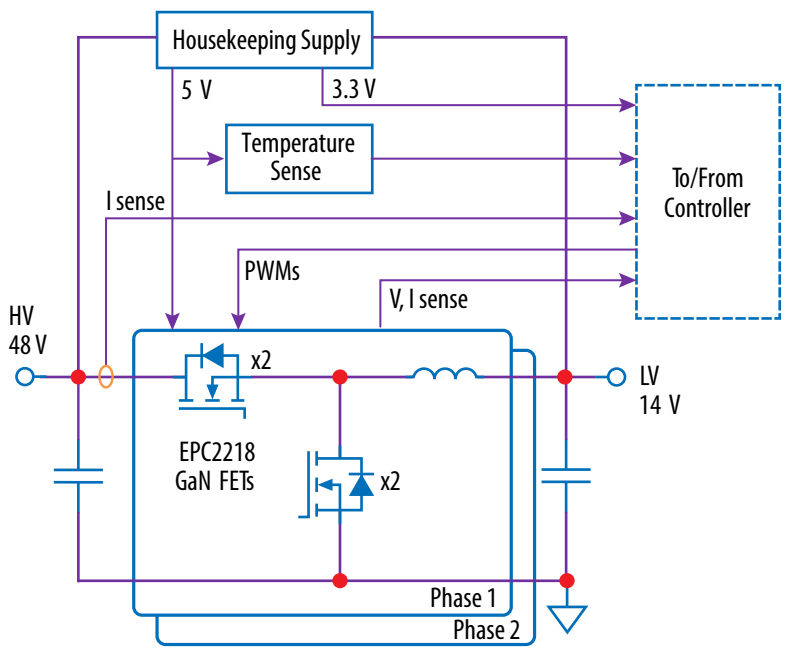 Housekeeping Supply
5 V
3.3 V
Temperature
Sense
To/From
Controller
I sense
PWMs
V, I sense
HV
48 V
x2
LV
14 V
EPC2218
GaN FETs
x2
Phase 1
Phase 2